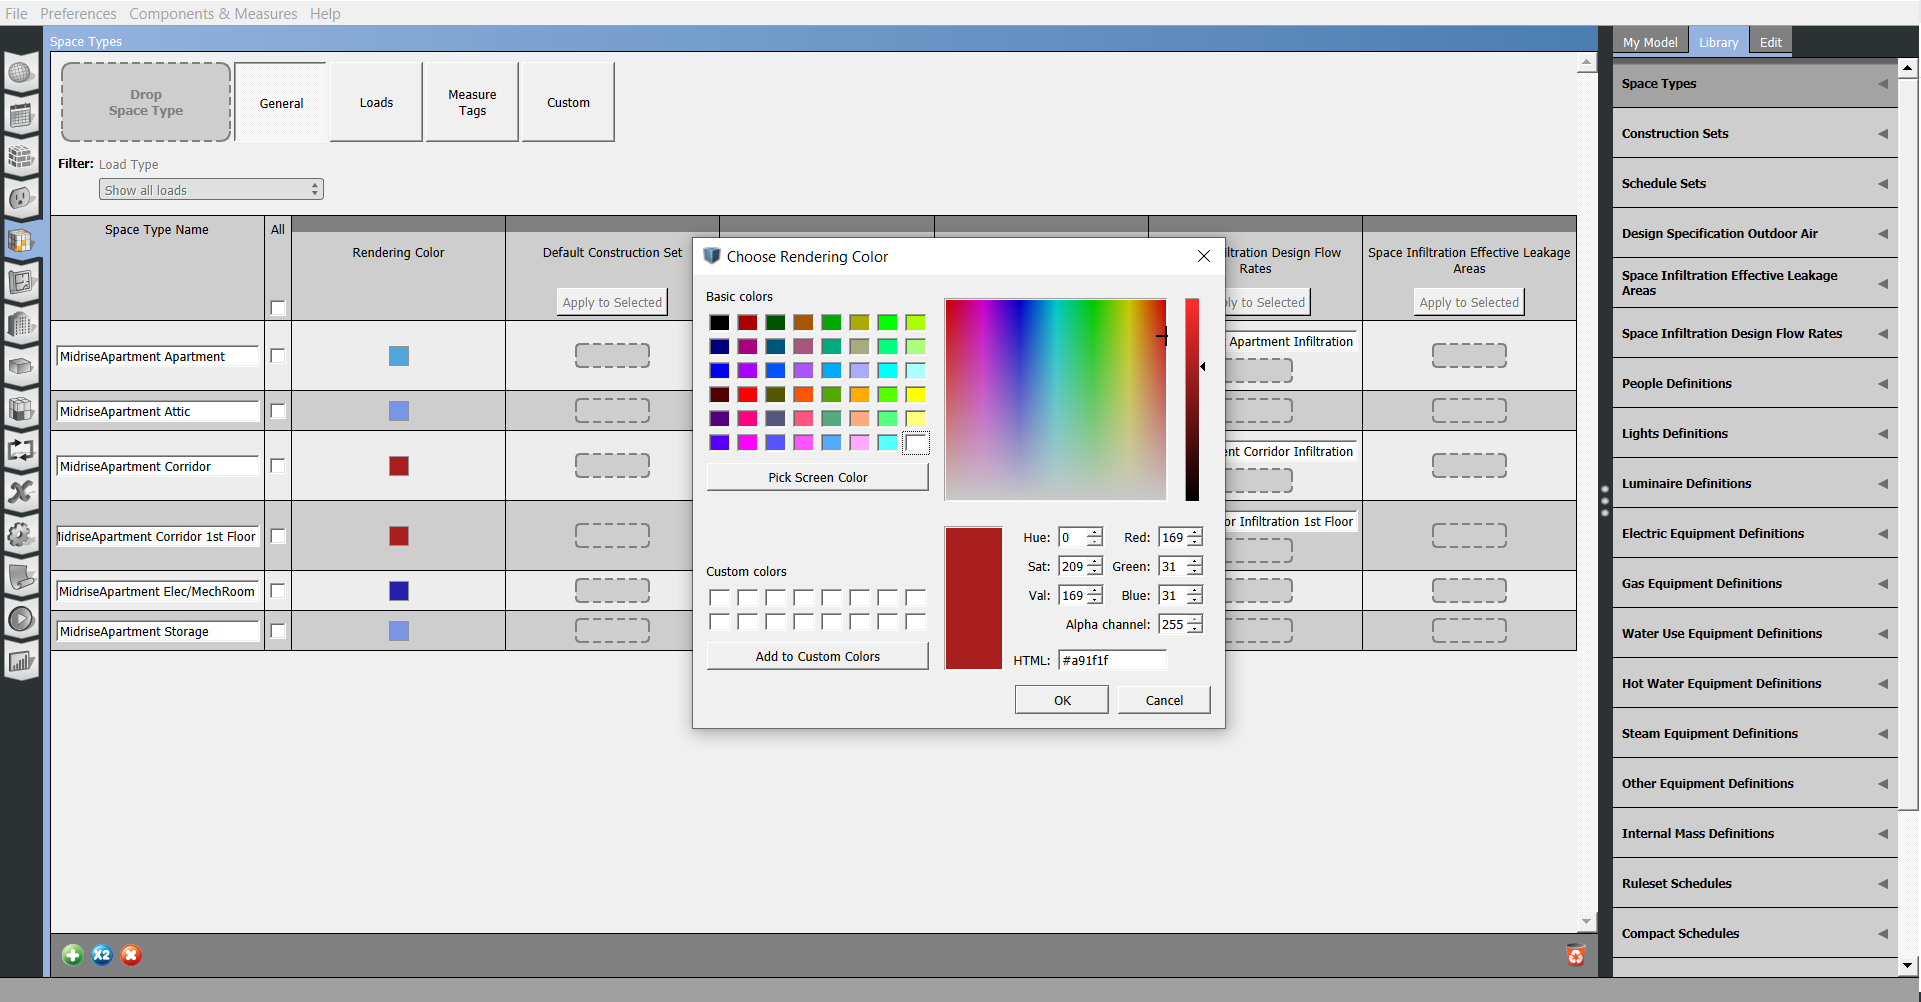 File Preferences Components & Measures Help
Space Types
My Model Library Edit
Drop
Space Type
General
Loads
Measure
Tags
Custom
Filter: Load Type
Show all loads
Space Type Name
All
Rendering Color
Default Construction Set
Apply to Selected
ltration Design Flow
Rates
ly to Selected
Space Infiltration Effective Leakage
Areas
Apply to Selected
MidriseApartment Apartment
Apartment Infiltration
MidriseApartment Attic
MidriseApartment Corridor
nt Corridor Infiltration
MidriseApartment Corridor 1st Floor
or Infiltration 1st Floor
MidriseApartment Elec/MechRoom
MidriseApartment Storage
Choose Rendering Color
Basic colors
Pick Screen Color
Custom colors
Add to Custom Colors
Hue: 0 Red: 169
Sat: 209 Green: 31
Val: 169 Blue: 31
Alpha channel: 255
HTML: #a91f1f
OK Cancel
Space Types
Construction Sets
Schedule Sets
Design Specification Outdoor Air
Space Infiltration Effective Leakage
Areas
Space Infiltration Design Flow Rates
People Definitions
Lights Definitions
Luminaire Definitions
Electric Equipment Definitions
Gas Equipment Definitions
Water Use Equipment Definitions
Hot Water Equipment Definitions
Steam Equipment Definitions
Other Equipment Definitions
Internal Mass Definitions
Ruleset Schedules
Compact Schedules
X2